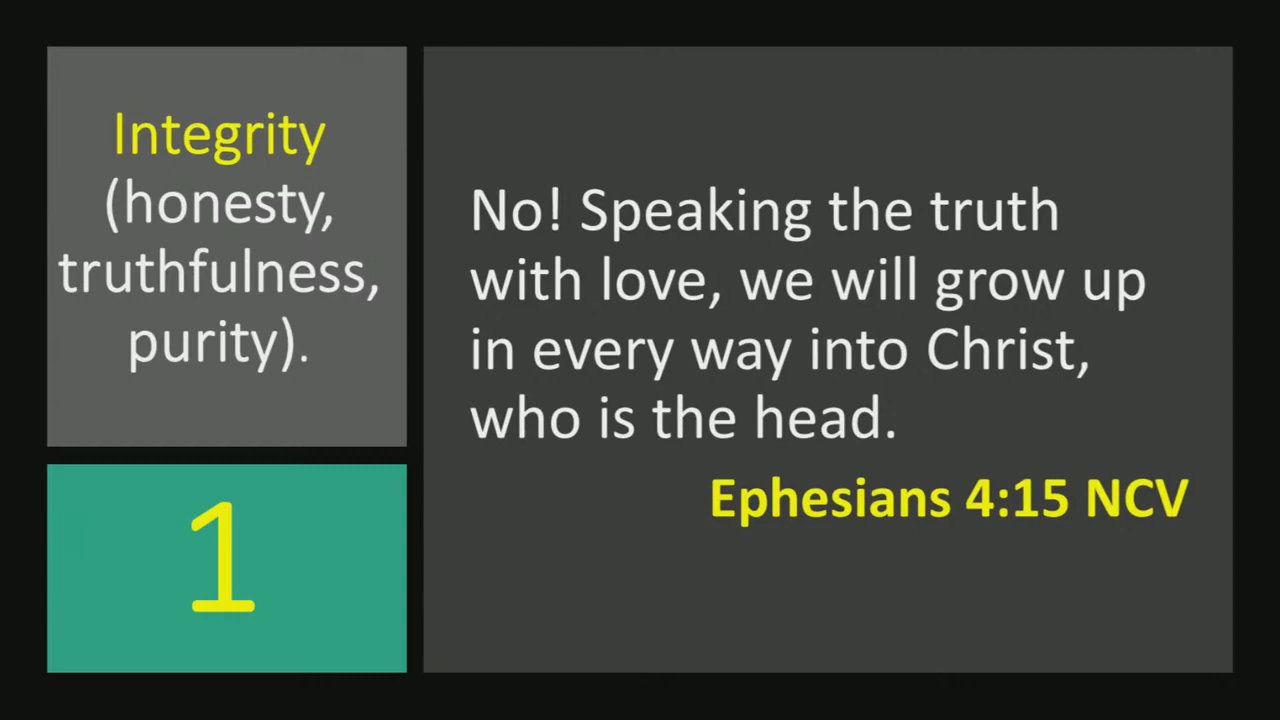 Integrity
(honesty,
truthfulness,
purity).
1
No! Speaking the truth
with love, we will grow up
in every way into Christ,
who is the head.
Ephesians 4:15 NCV